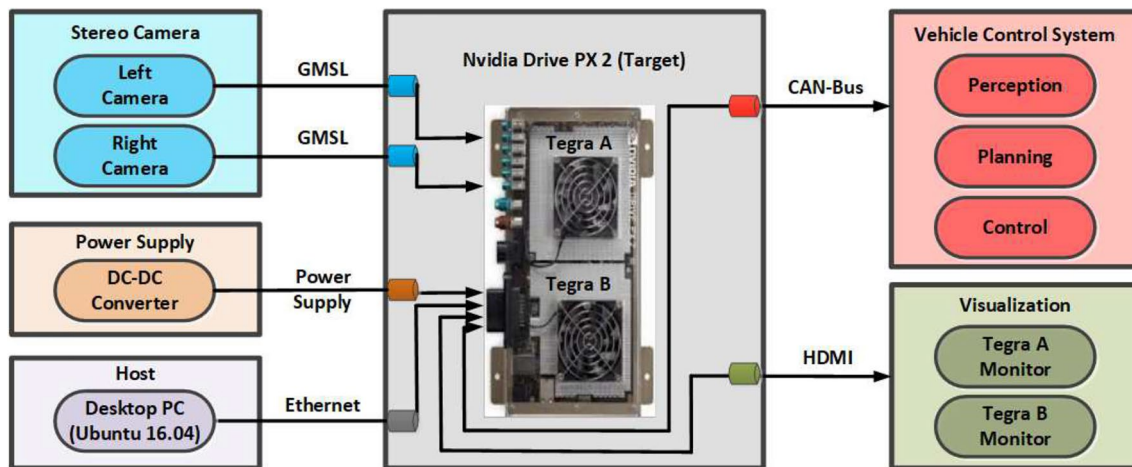 Stereo Camera
Left
Camera
Right
Camera
GMSL
GMSL
Power Supply
DC-DC
Converter
Power
Supply
Host
Desktop PC
(Ubuntu 16.04)
Ethernet
Nvidia Drive PX 2 (Target)
Tegra A
Tegra B
CAN-Bus
HDMI
Vehicle Control System
Perception
Planning
Control
Visualization
Tegra A
Monitor
Tegra B
Monitor